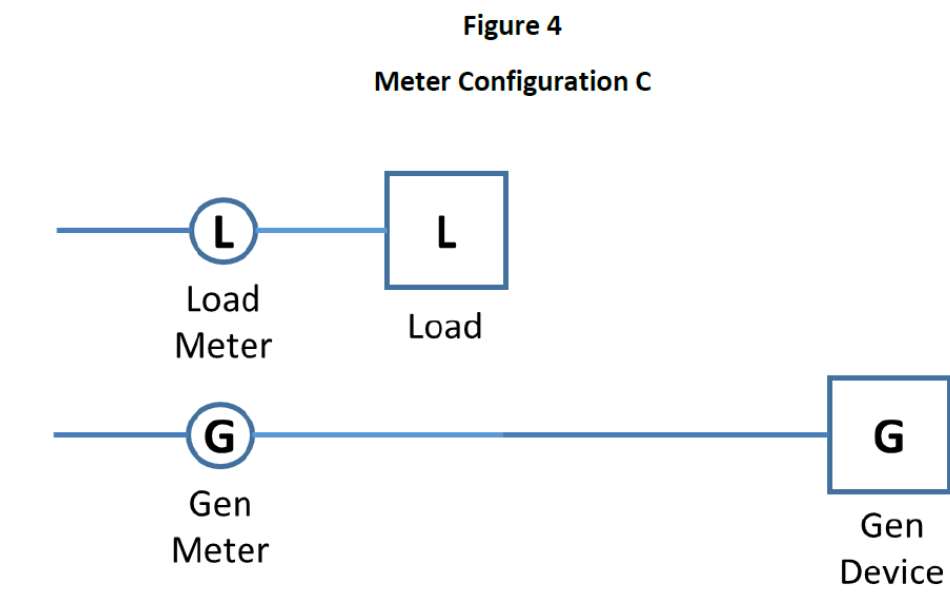 Figure 4
Meter Configuration C
L
L
Load
Meter
Load
G
G
Gen
Meter
Gen
Device